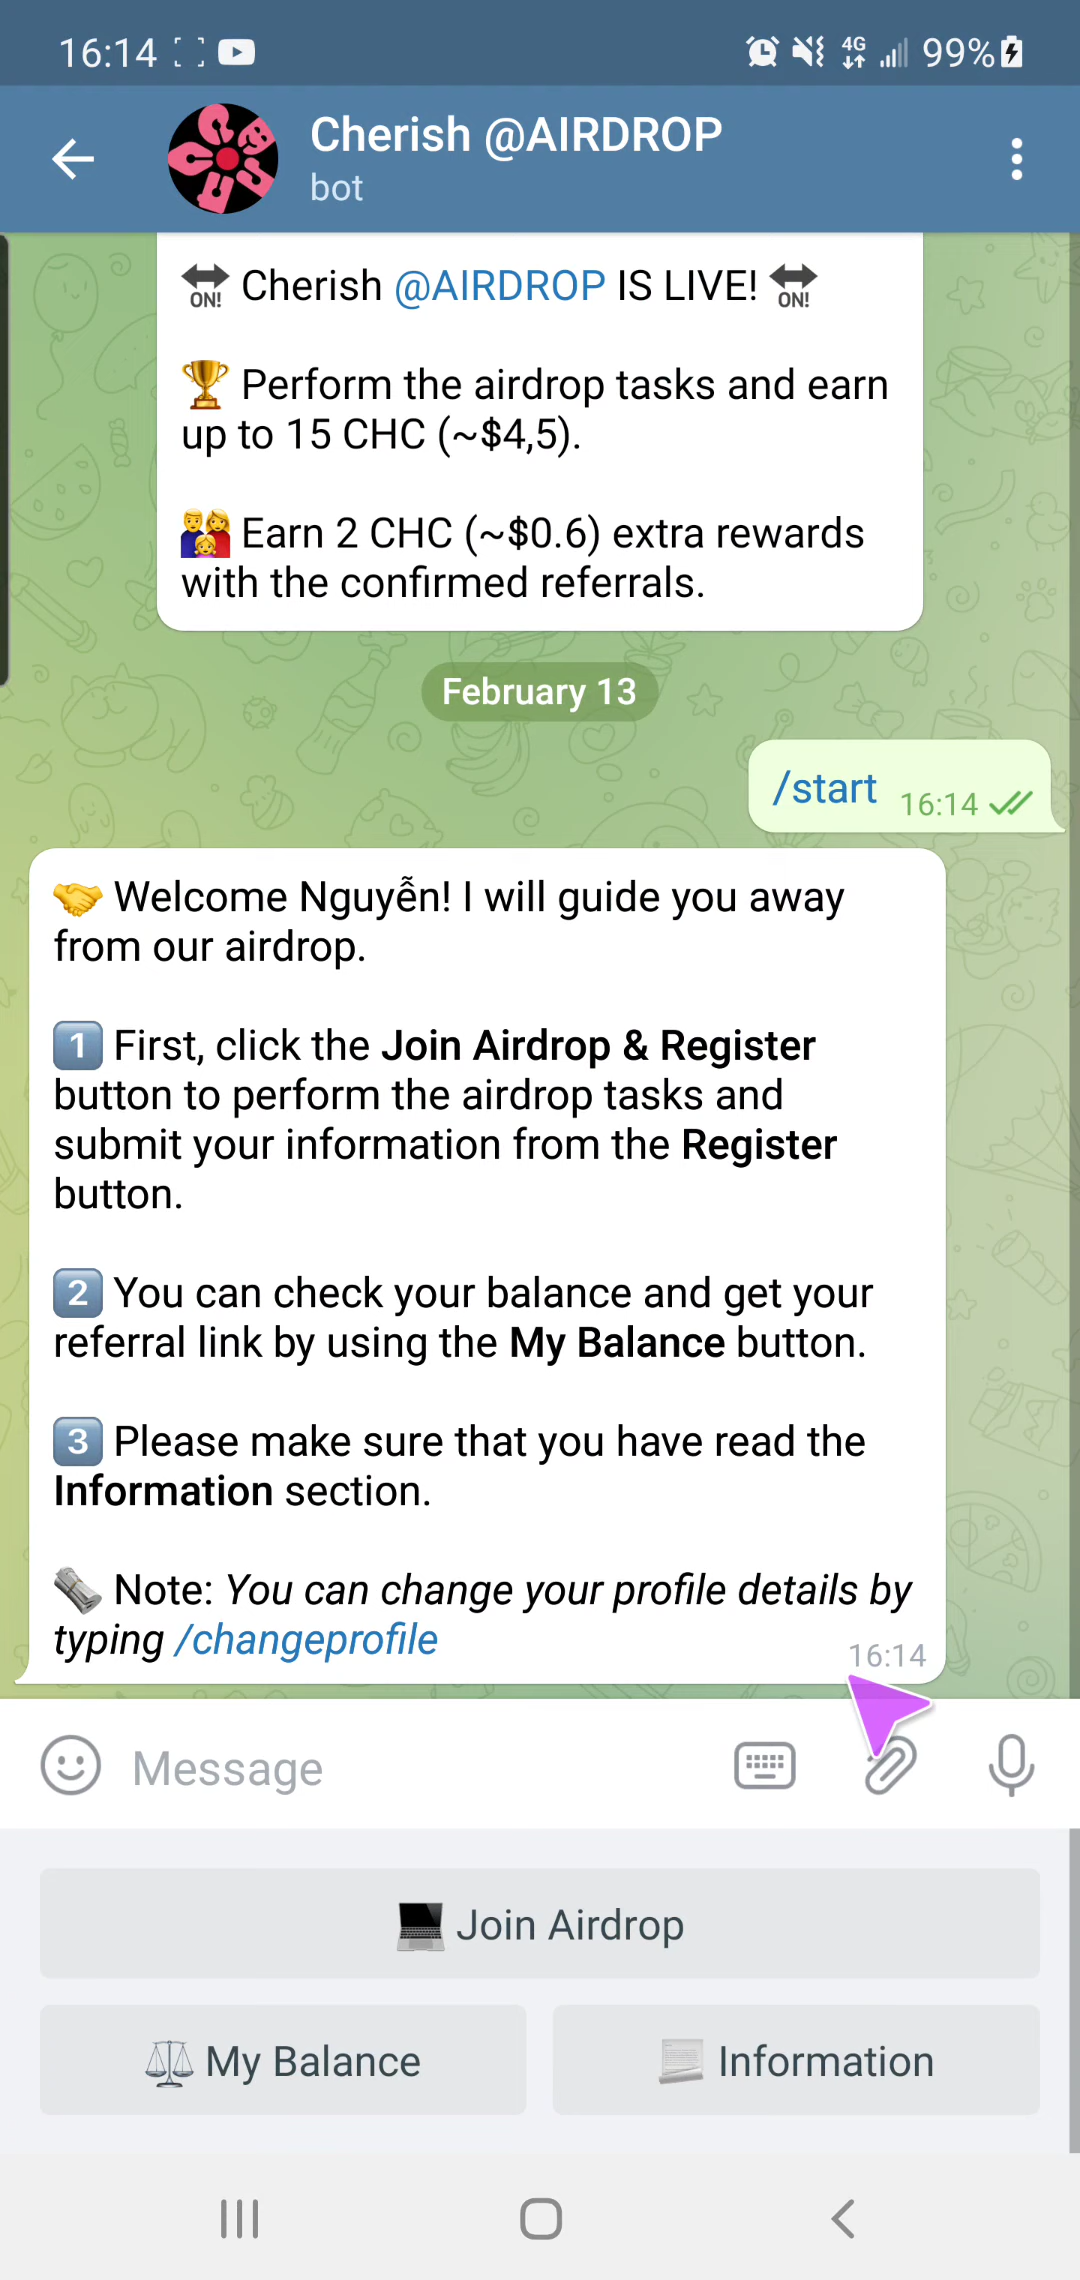 16:14
4G
99%
Cherish @AIRDROP
bot
ON! Cherish @AIRDROP IS LIVE! ON!
🏆 Perform the airdrop tasks and earn
up to 15 CHC (~$4,5).
👨‍👩‍👧 Earn 2 CHC (~$0.6) extra rewards
with the confirmed referrals.
February 13
/start 16:14
🤝 Welcome Nguyễn! I will guide you away
from our airdrop.
1️⃣ First, click the Join Airdrop & Register
button to perform the airdrop tasks and
submit your information from the Register
button.
2️⃣ You can check your balance and get your
referral link by using the My Balance button.
3️⃣ Please make sure that you have read the
Information section.
🗞 Note: You can change your profile details by
typing /changeprofile
16:14
Message
💻 Join Airdrop
⚖ My Balance
📃 Information